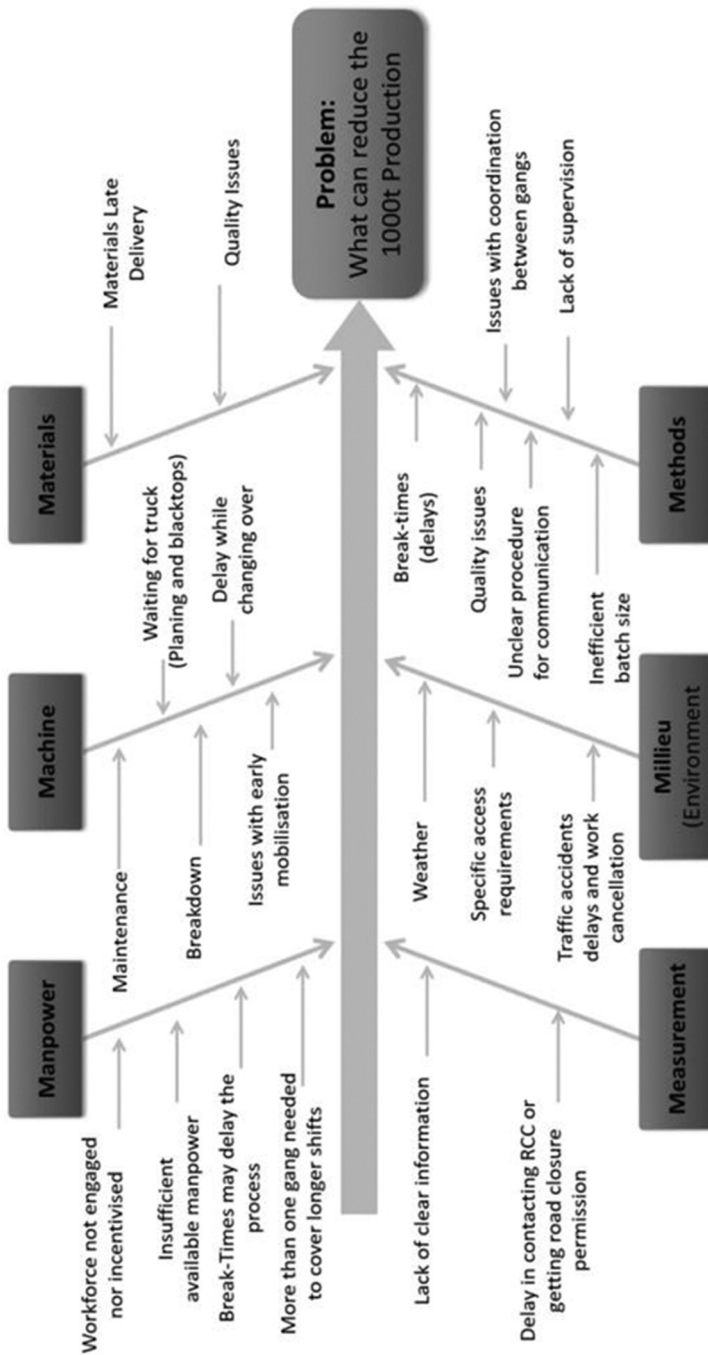 Manpower
Workforce not engaged
nor incentivised
Insufficient
available manpower
Break-Times may delay the
process
More than one gang needed
to cover longer shifts
Machine
Maintenance
Waiting for truck
(Planing and blacktops)
Breakdown
Delay while
changing over
Issues with early
mobilisation
Materials
Materials Late
Delivery
Quality Issues
Problem:
What can reduce the
1000t Production
Measurement
Lack of clear information
Delay in contacting RCC or
getting road closure
permission
Millieu
(Environment
Weather
Specific access
requirements
Traffic accidents
delays and work
cancellation
Methods
Break-times
(delays)
Quality issues
Issues with coordination
between gangs
Unclear procedure
for communication
Lack of supervision
Inefficient
batch size